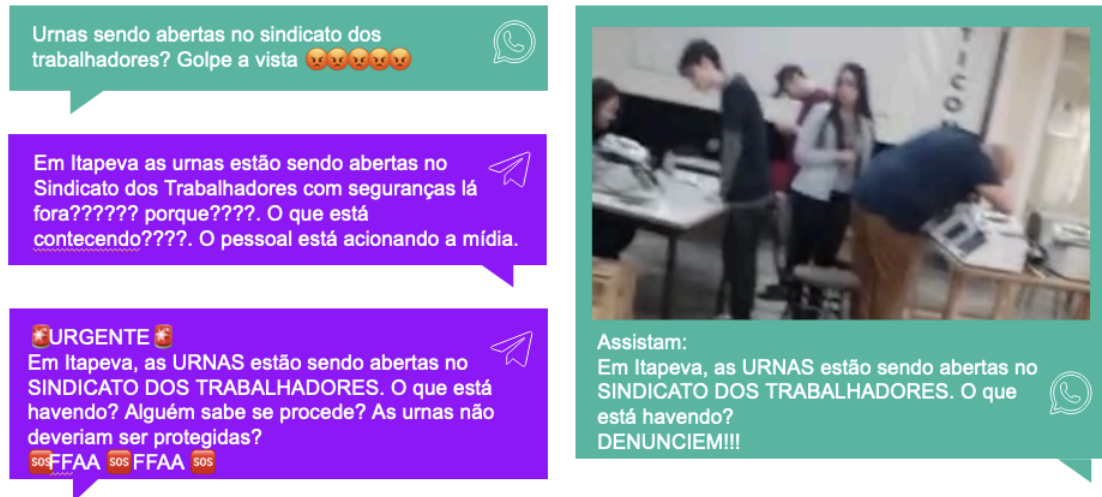 Urnas sendo abertas no sindicato dos
trabalhadores? Golpe a vista 😡😡😡😡😡
Em Itapeva as urnas estão sendo abertas no
Sindicato dos Trabalhadores com seguranças lá
fora?????? porque????. O que está
contecendo????. O pessoal está acionando a mídia.
🚨URGENTE🚨
Em Itapeva, as URNAS estão sendo abertas no
SINDICATO DOS TRABALHADORES. O que está
havendo? Alguém sabe se procede? As urnas não
deveriam ser protegidas?
🆘FFAA 🆘FFAA 🆘
TICO
Assistam:
Em Itapeva, as URNAS estão sendo abertas no
SINDICATO DOS TRABALHADORES. O que
está havendo?
DENUNCIEM!!!